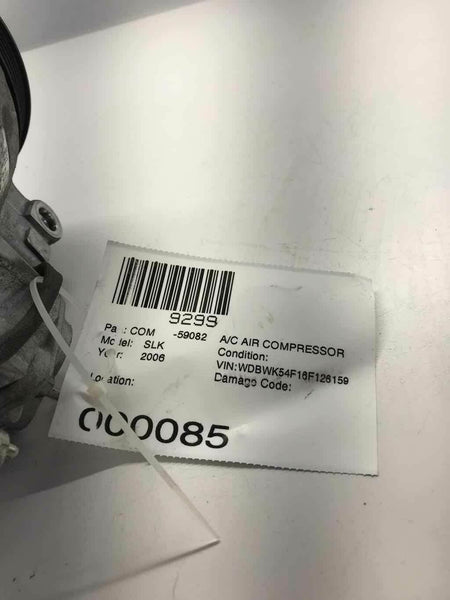 9299
Pa : COM -59082 A/C AIR COMPRESSOR
Model: SLK Condition:
Year: 2006 VIN:WDBWK54F16F126159
Location: Damage Code:
000085